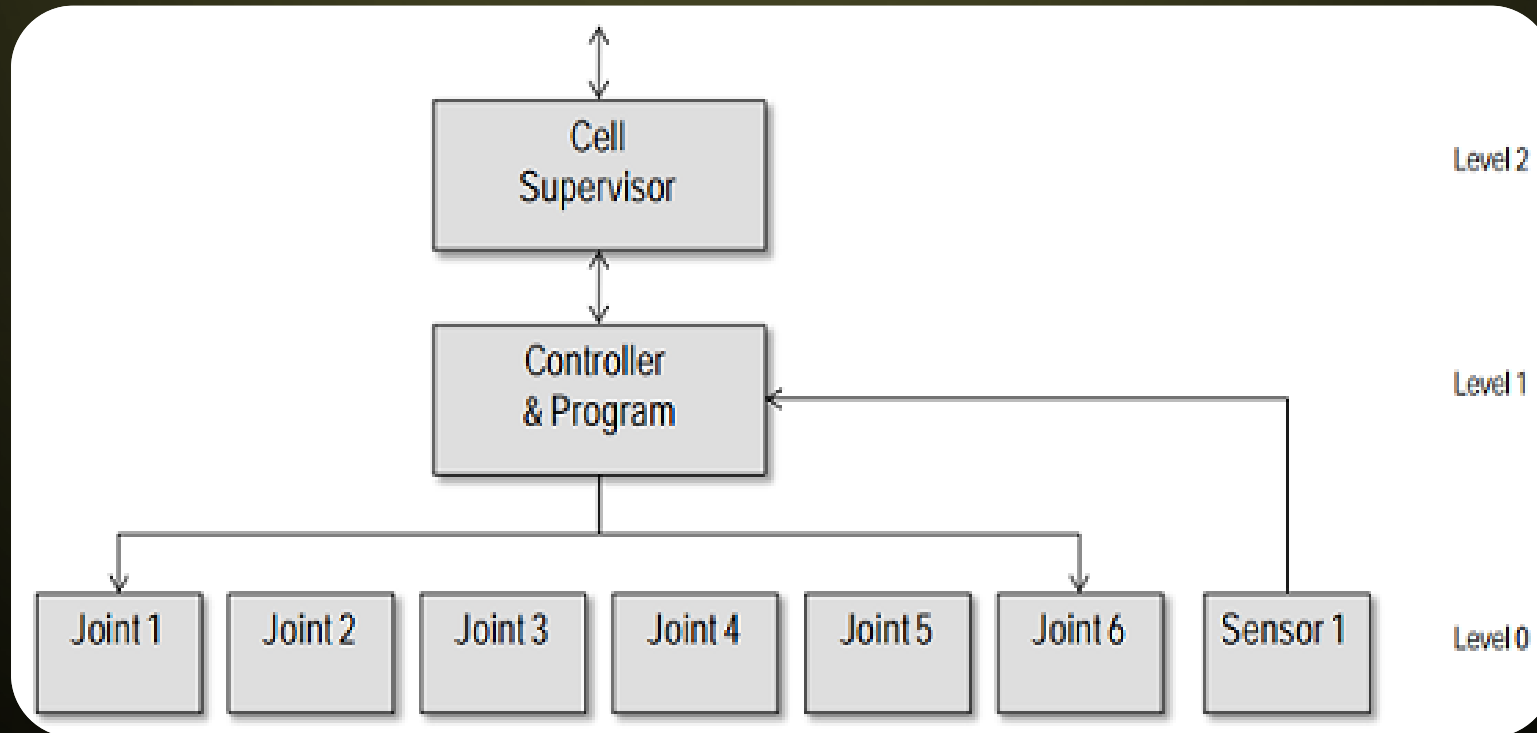 Cell
Supervisor
Level 2
Controller
& Program
Level 1
Joint 1
Joint 2
Joint 3
Joint 4
Joint 5
Joint 6
Sensor 1
Level 0